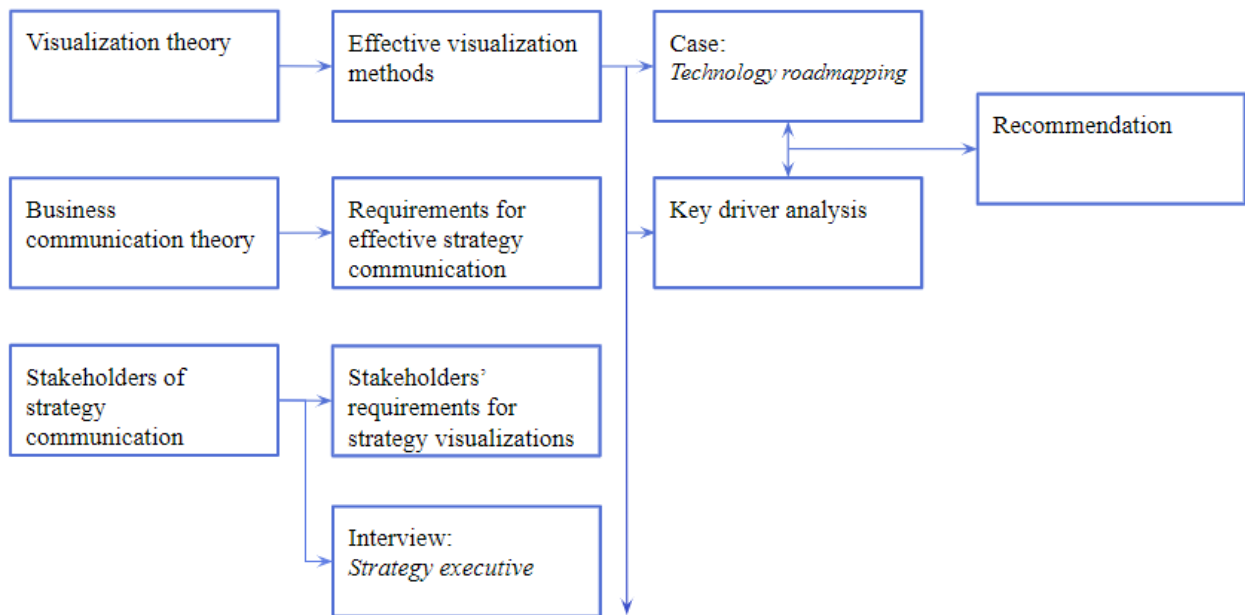 Visualization theory
Effective visualization
methods
Case:
Technology roadmapping
Recommendation
Business
communication theory
Requirements for
effective strategy
communication
Key driver analysis
Stakeholders of
strategy
communication
Stakeholders’
requirements for
strategy visualizations
Interview:
Strategy executive